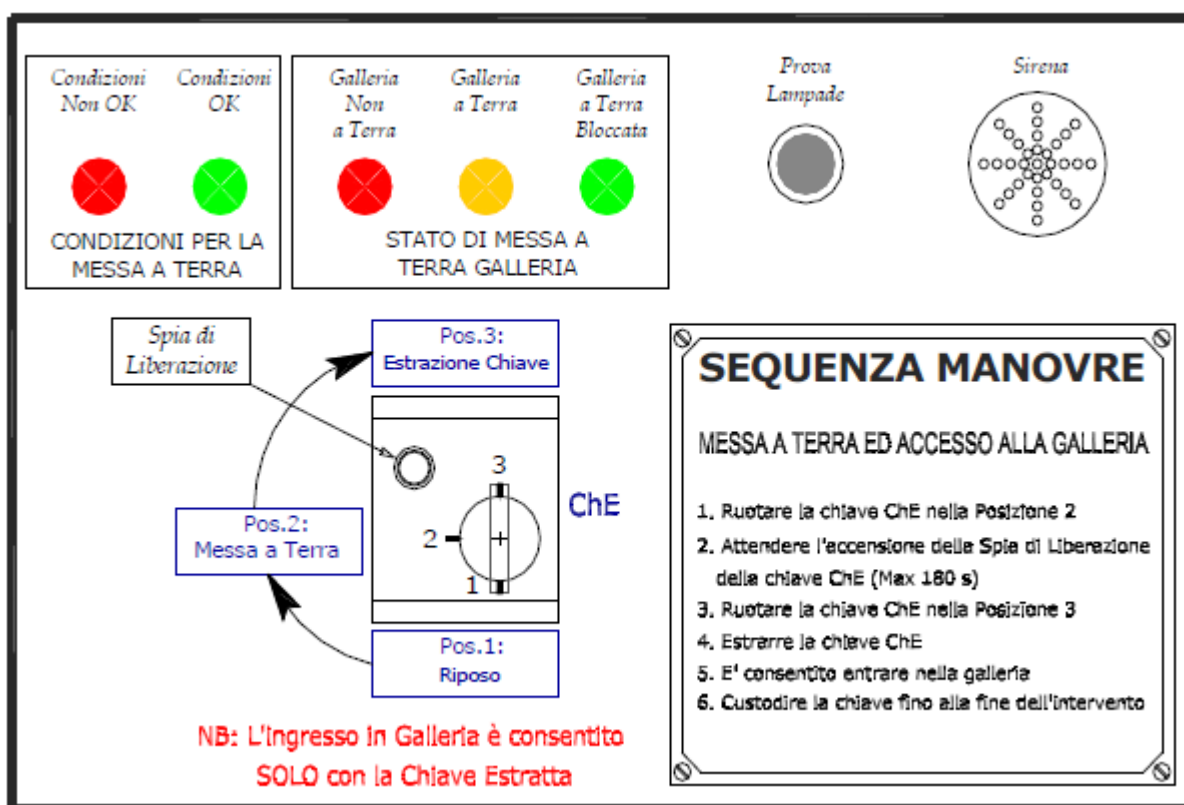 Condizioni
Non OK
Condizioni
OK
CONDIZIONI PER LA
MESSA A TERRA
Galleria
Non
a Terra
Galleria
a Terra
Galleria
a Terra
Bloccata
STATO DI MESSA A
TERRA GALLERIA
Prova
Lampade
Sirena
Spia di
Liberazione
Pos.3:
Estrazione Chiave
3
ChE
Pos.2:
Messa a Terra
2
1
Pos.1:
Riposo
NB: L'Ingresso in Galleria è consentito
SOLO con la Chiave Estratta
SEQUENZA MANOVRE
MESSA A TERRA ED ACCESSO ALLA GALLERIA
1. Ruotare la chiave ChE nella Posizione 2
2. Attendere l'accensione della Spia di Liberazione
della chiave ChE (Max 180 s)
3. Ruotare la chiave ChE nella Posizione 3
4. Estrarre la chiave ChE
5. E' consentito entrare nella galleria
6. Custodire la chiave fino alla fine dell'intervento